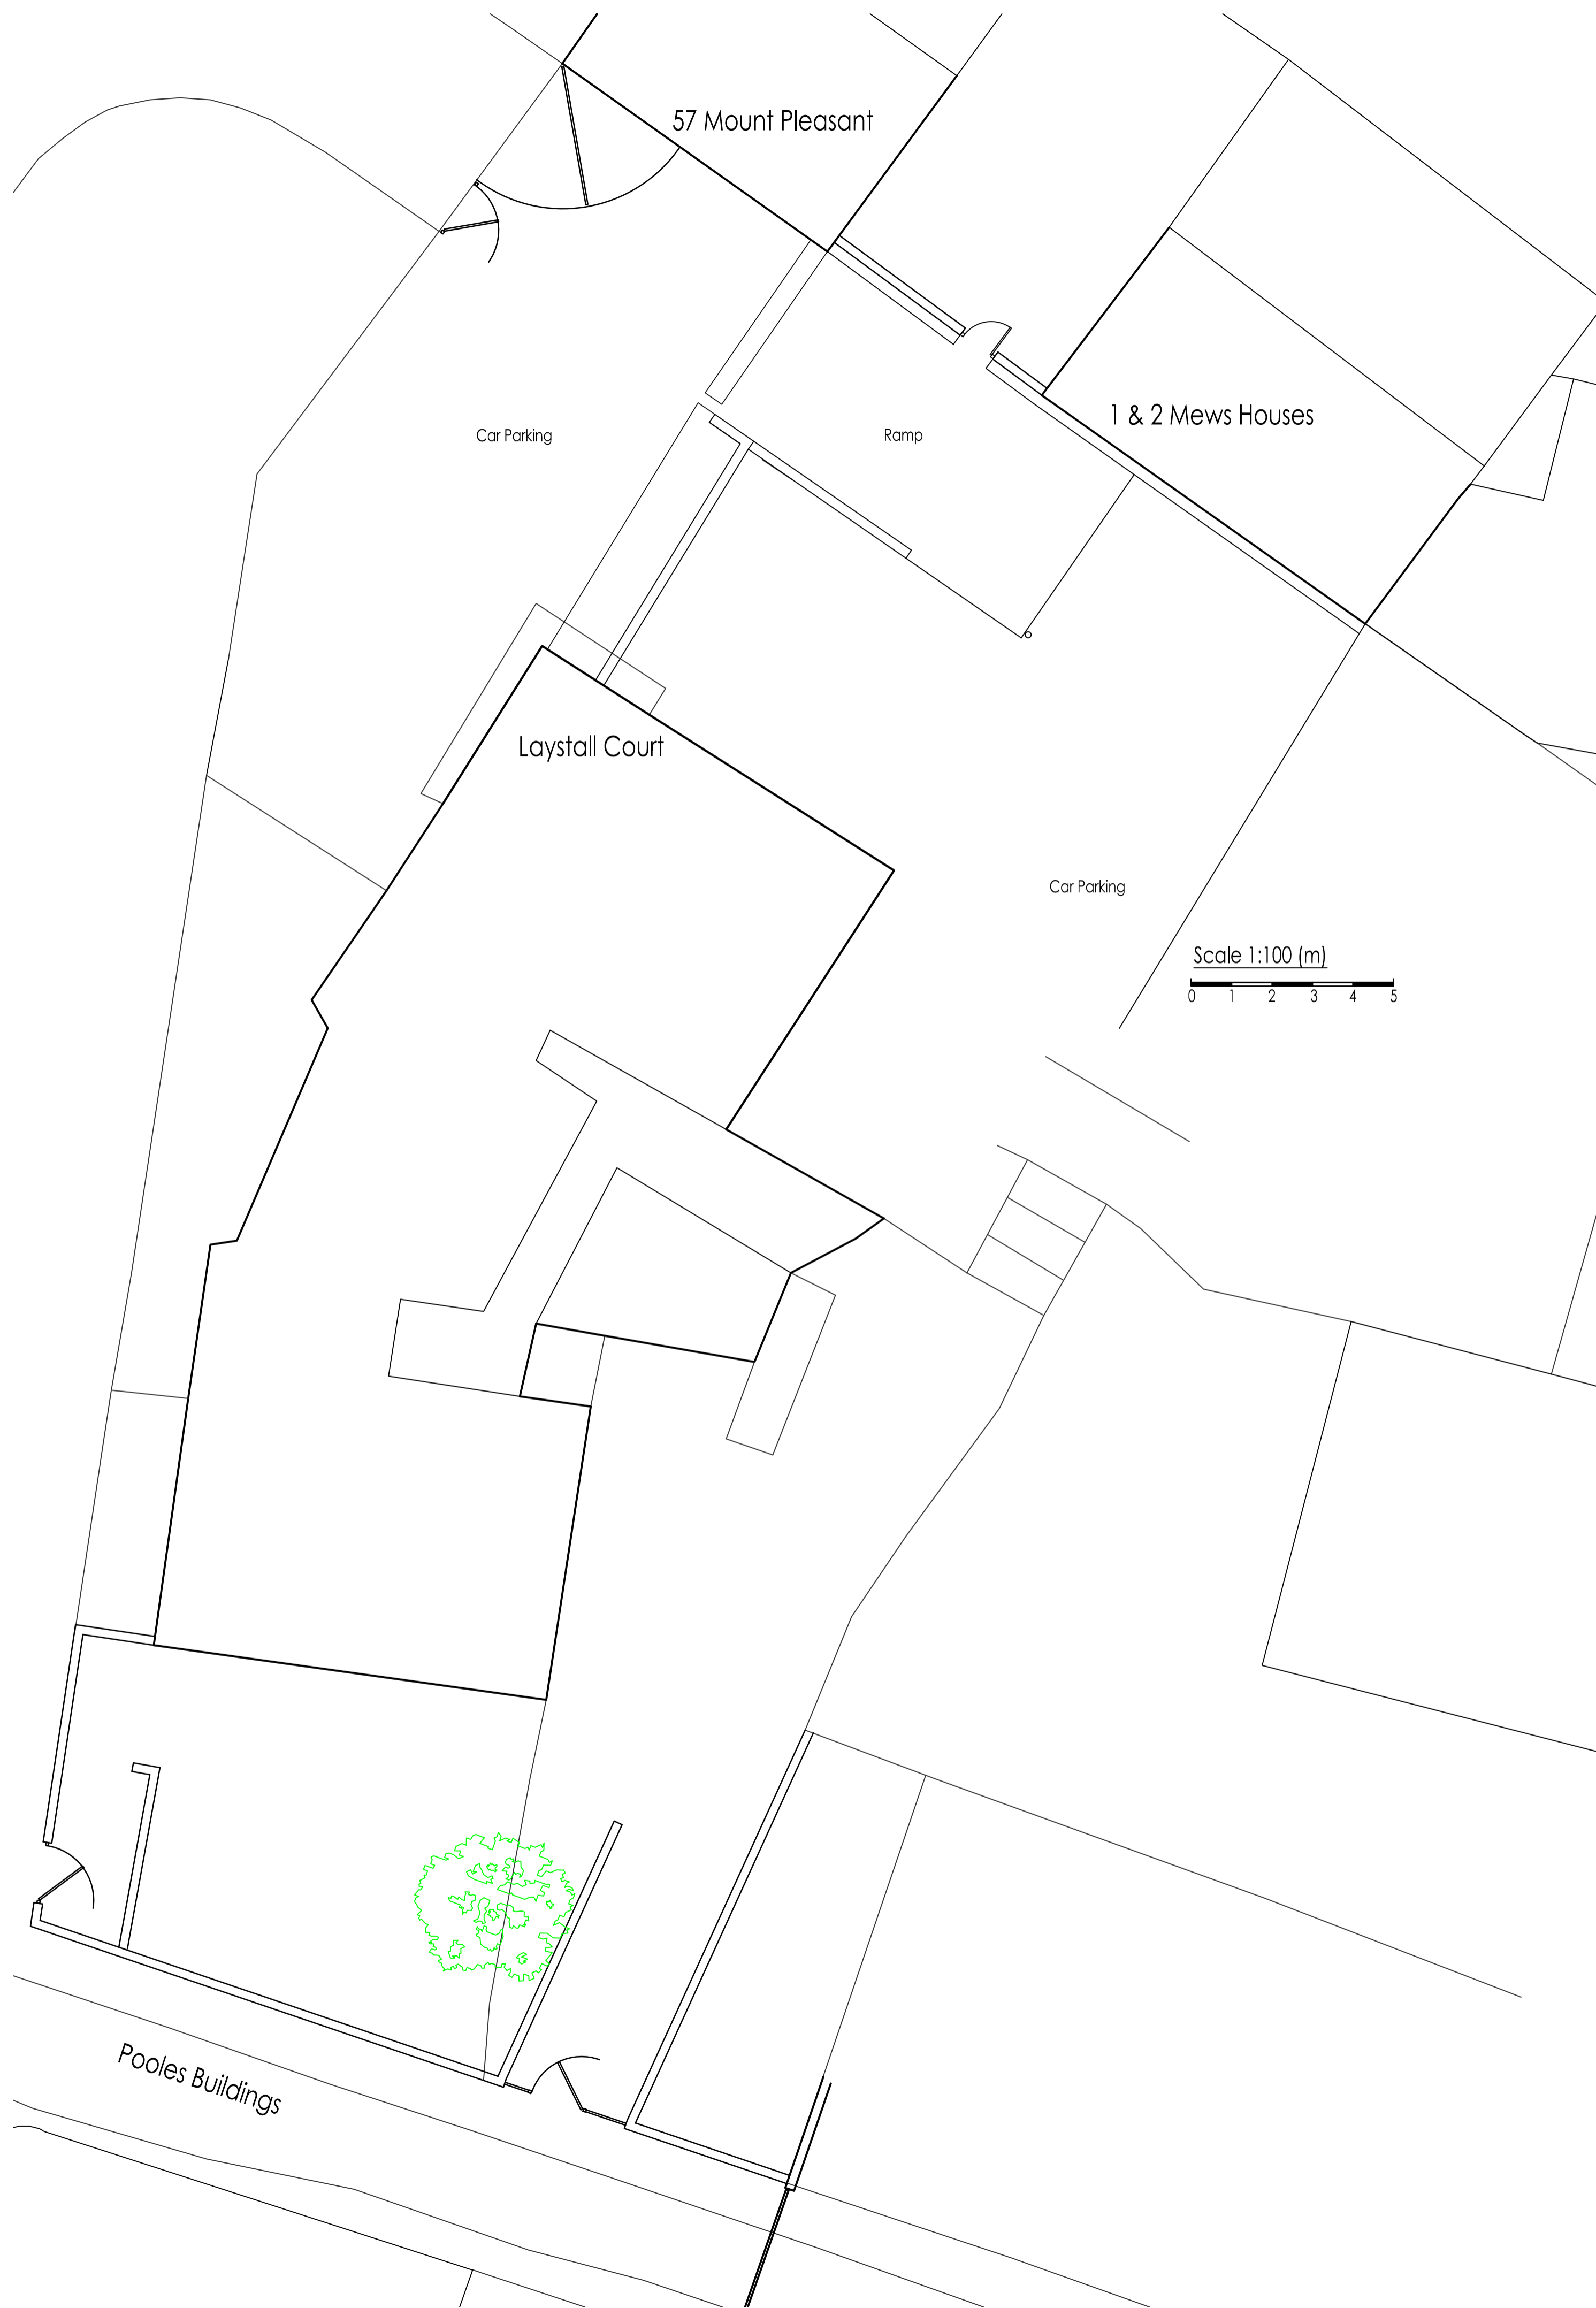 57 Mount Pleasant
1 & 2 Mews Houses
Car Parking
Ramp
Laystall Court
Car Parking
Scale 1:100 (m)
0 1 2 3 4 5
Pooles Buildings